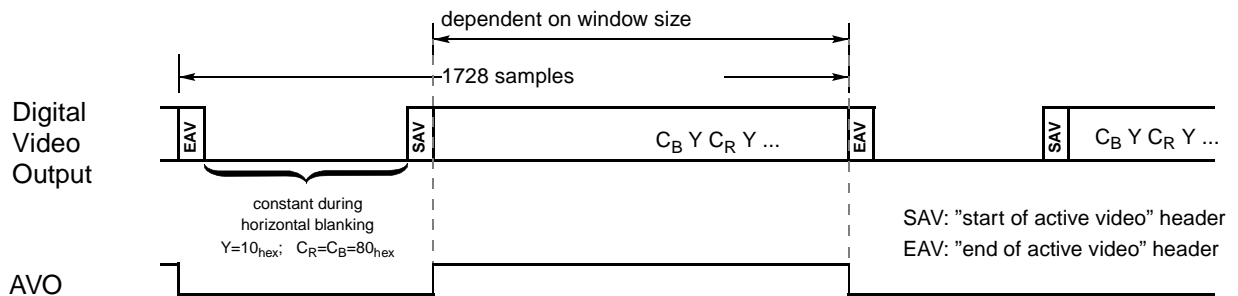 dependent on window size
1728 samples
Digital
Video
Output
EAV
SAV
C_B Y C_R Y ...
EAV
SAV
C_B Y C_R Y ...
constant during
horizontal blanking
Y=10_hex; C_R=C_B=80_hex
SAV: ”start of active video” header
EAV: ”end of active video” header
AVO